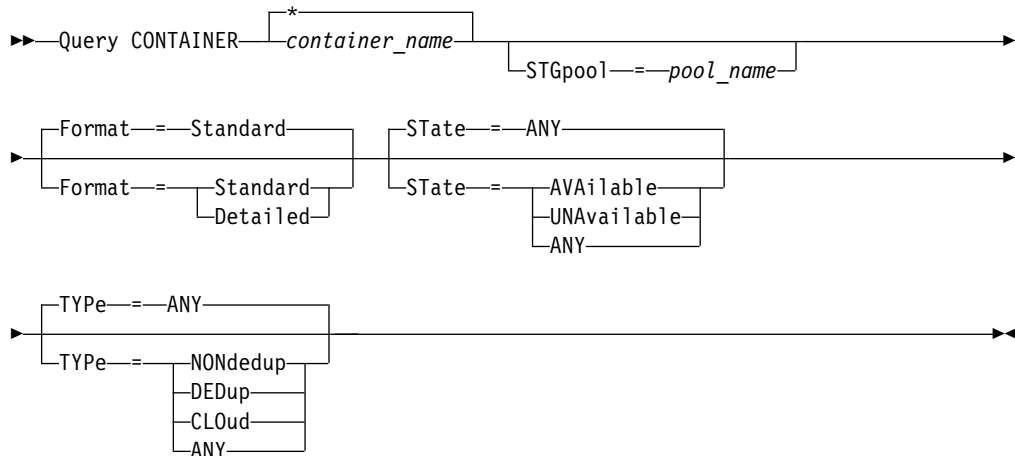 *
Query CONTAINER container_name
STGpool = pool_name
Format = Standard STate = ANY
Format = Standard STate = AVAilable
Detailed UNAvailable
ANY
TYPe = ANY
TYPe = NONdedup
DEDup
CLOud
ANY